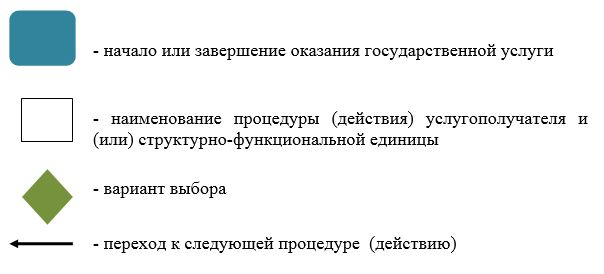 - начало или завершение оказания государственной услуги
- наименование процедуры (действия) услугополучателя и
(или) структурно-функциональной единицы
- вариант выбора
- переход к следующей процедуре (действию)